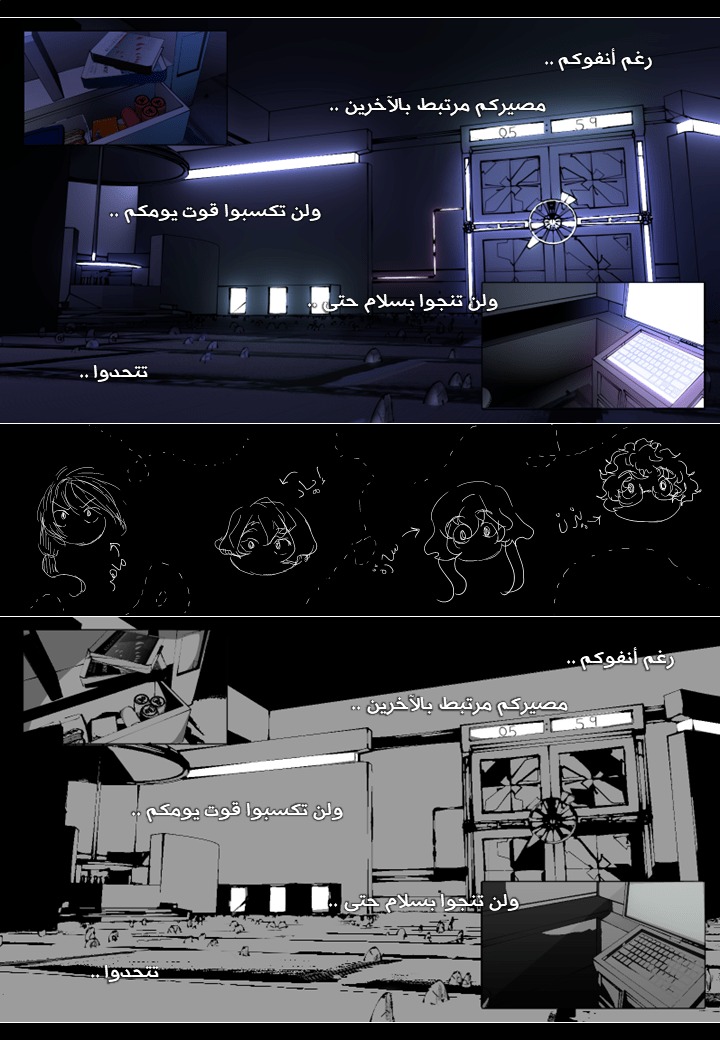 رغم أنفوكم ..
مصيركم مرتبط بالآخرين ..
05 59
ولن تكسبوا قوت يومكم ..
ولن تنجوا بسلام حتى ..
تتحدوا ..
إياد
سارة
يزن
ماهر
رغم أنفوكم ..
مصيركم مرتبط بالآخرين ..
05 59
ولن تكسبوا قوت يومكم ..
ولن تنجوا بسلام حتى ..
تتحدوا ..